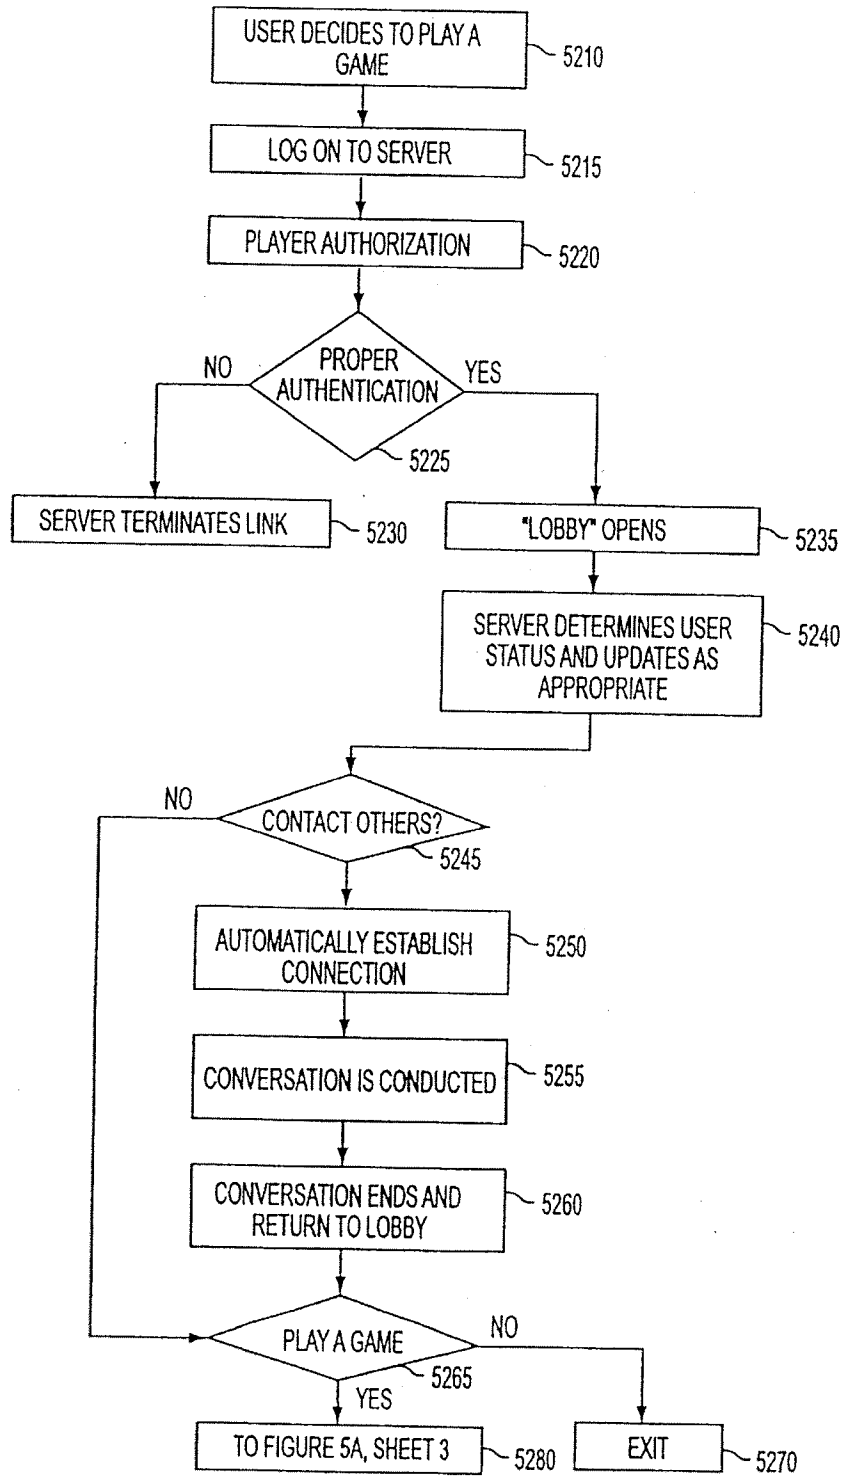 USER DECIDES TO PLAY A
GAME
5210
LOG ON TO SERVER
5215
PLAYER AUTHORIZATION
5220
PROPER
AUTHENTICATION
NO
YES
5225
SERVER TERMINATES LINK
5230
"LOBBY" OPENS
5235
SERVER DETERMINES USER
STATUS AND UPDATES AS
APPROPRIATE
5240
NO
CONTACT OTHERS?
5245
AUTOMATICALLY ESTABLISH
CONNECTION
5250
CONVERSATION IS CONDUCTED
5255
CONVERSATION ENDS AND
RETURN TO LOBBY
5260
PLAY A GAME
NO
5265
YES
TO FIGURE 5A, SHEET 3
5280
EXIT
5270